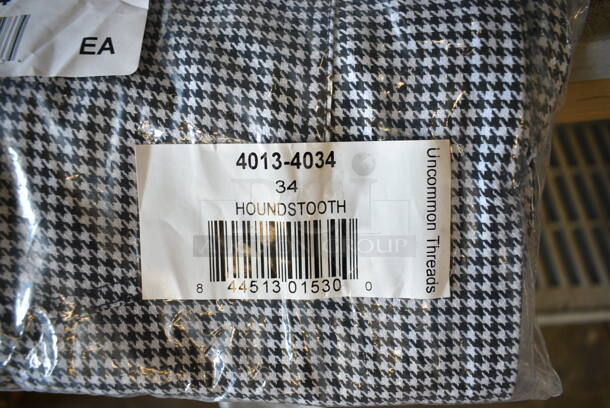 EA
4013-4034
34
HOUNDSTOOTH
8 44513 01530 0
Uncommon Threads